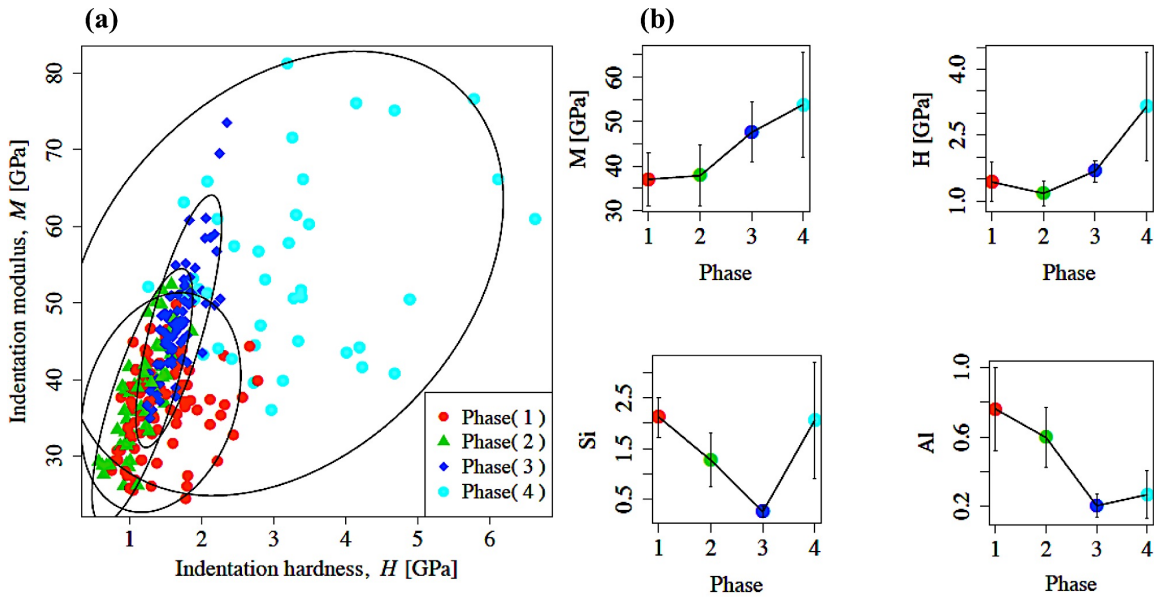 (a)
Indentation modulus, M [GPa]
80
70
60
50
40
30
1 2 3 4 5 6
Indentation hardness, H [GPa]
Phase( 1 )
Phase( 2 )
Phase( 3 )
Phase( 4 )
(b)
M [GPa]
60
50
40
30
1 2 3 4
Phase
H [GPa]
4.0
2.5
1.0
1 2 3 4
Phase
Si
2.5
1.5
0.5
1 2 3 4
Phase
Al
1.0
0.6
0.2
1 2 3 4
Phase